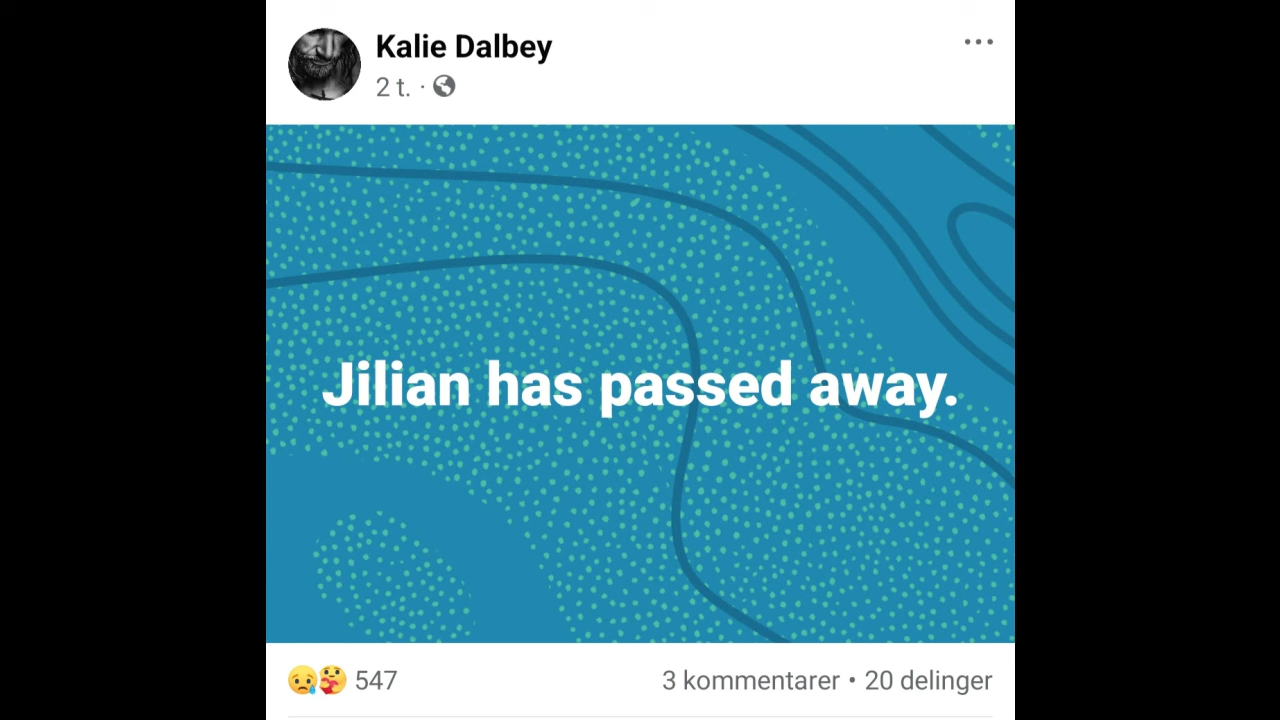 Kalie Dalbey
2 t. ·
Jilian has passed away.
547
3 kommentarer • 20 delinger